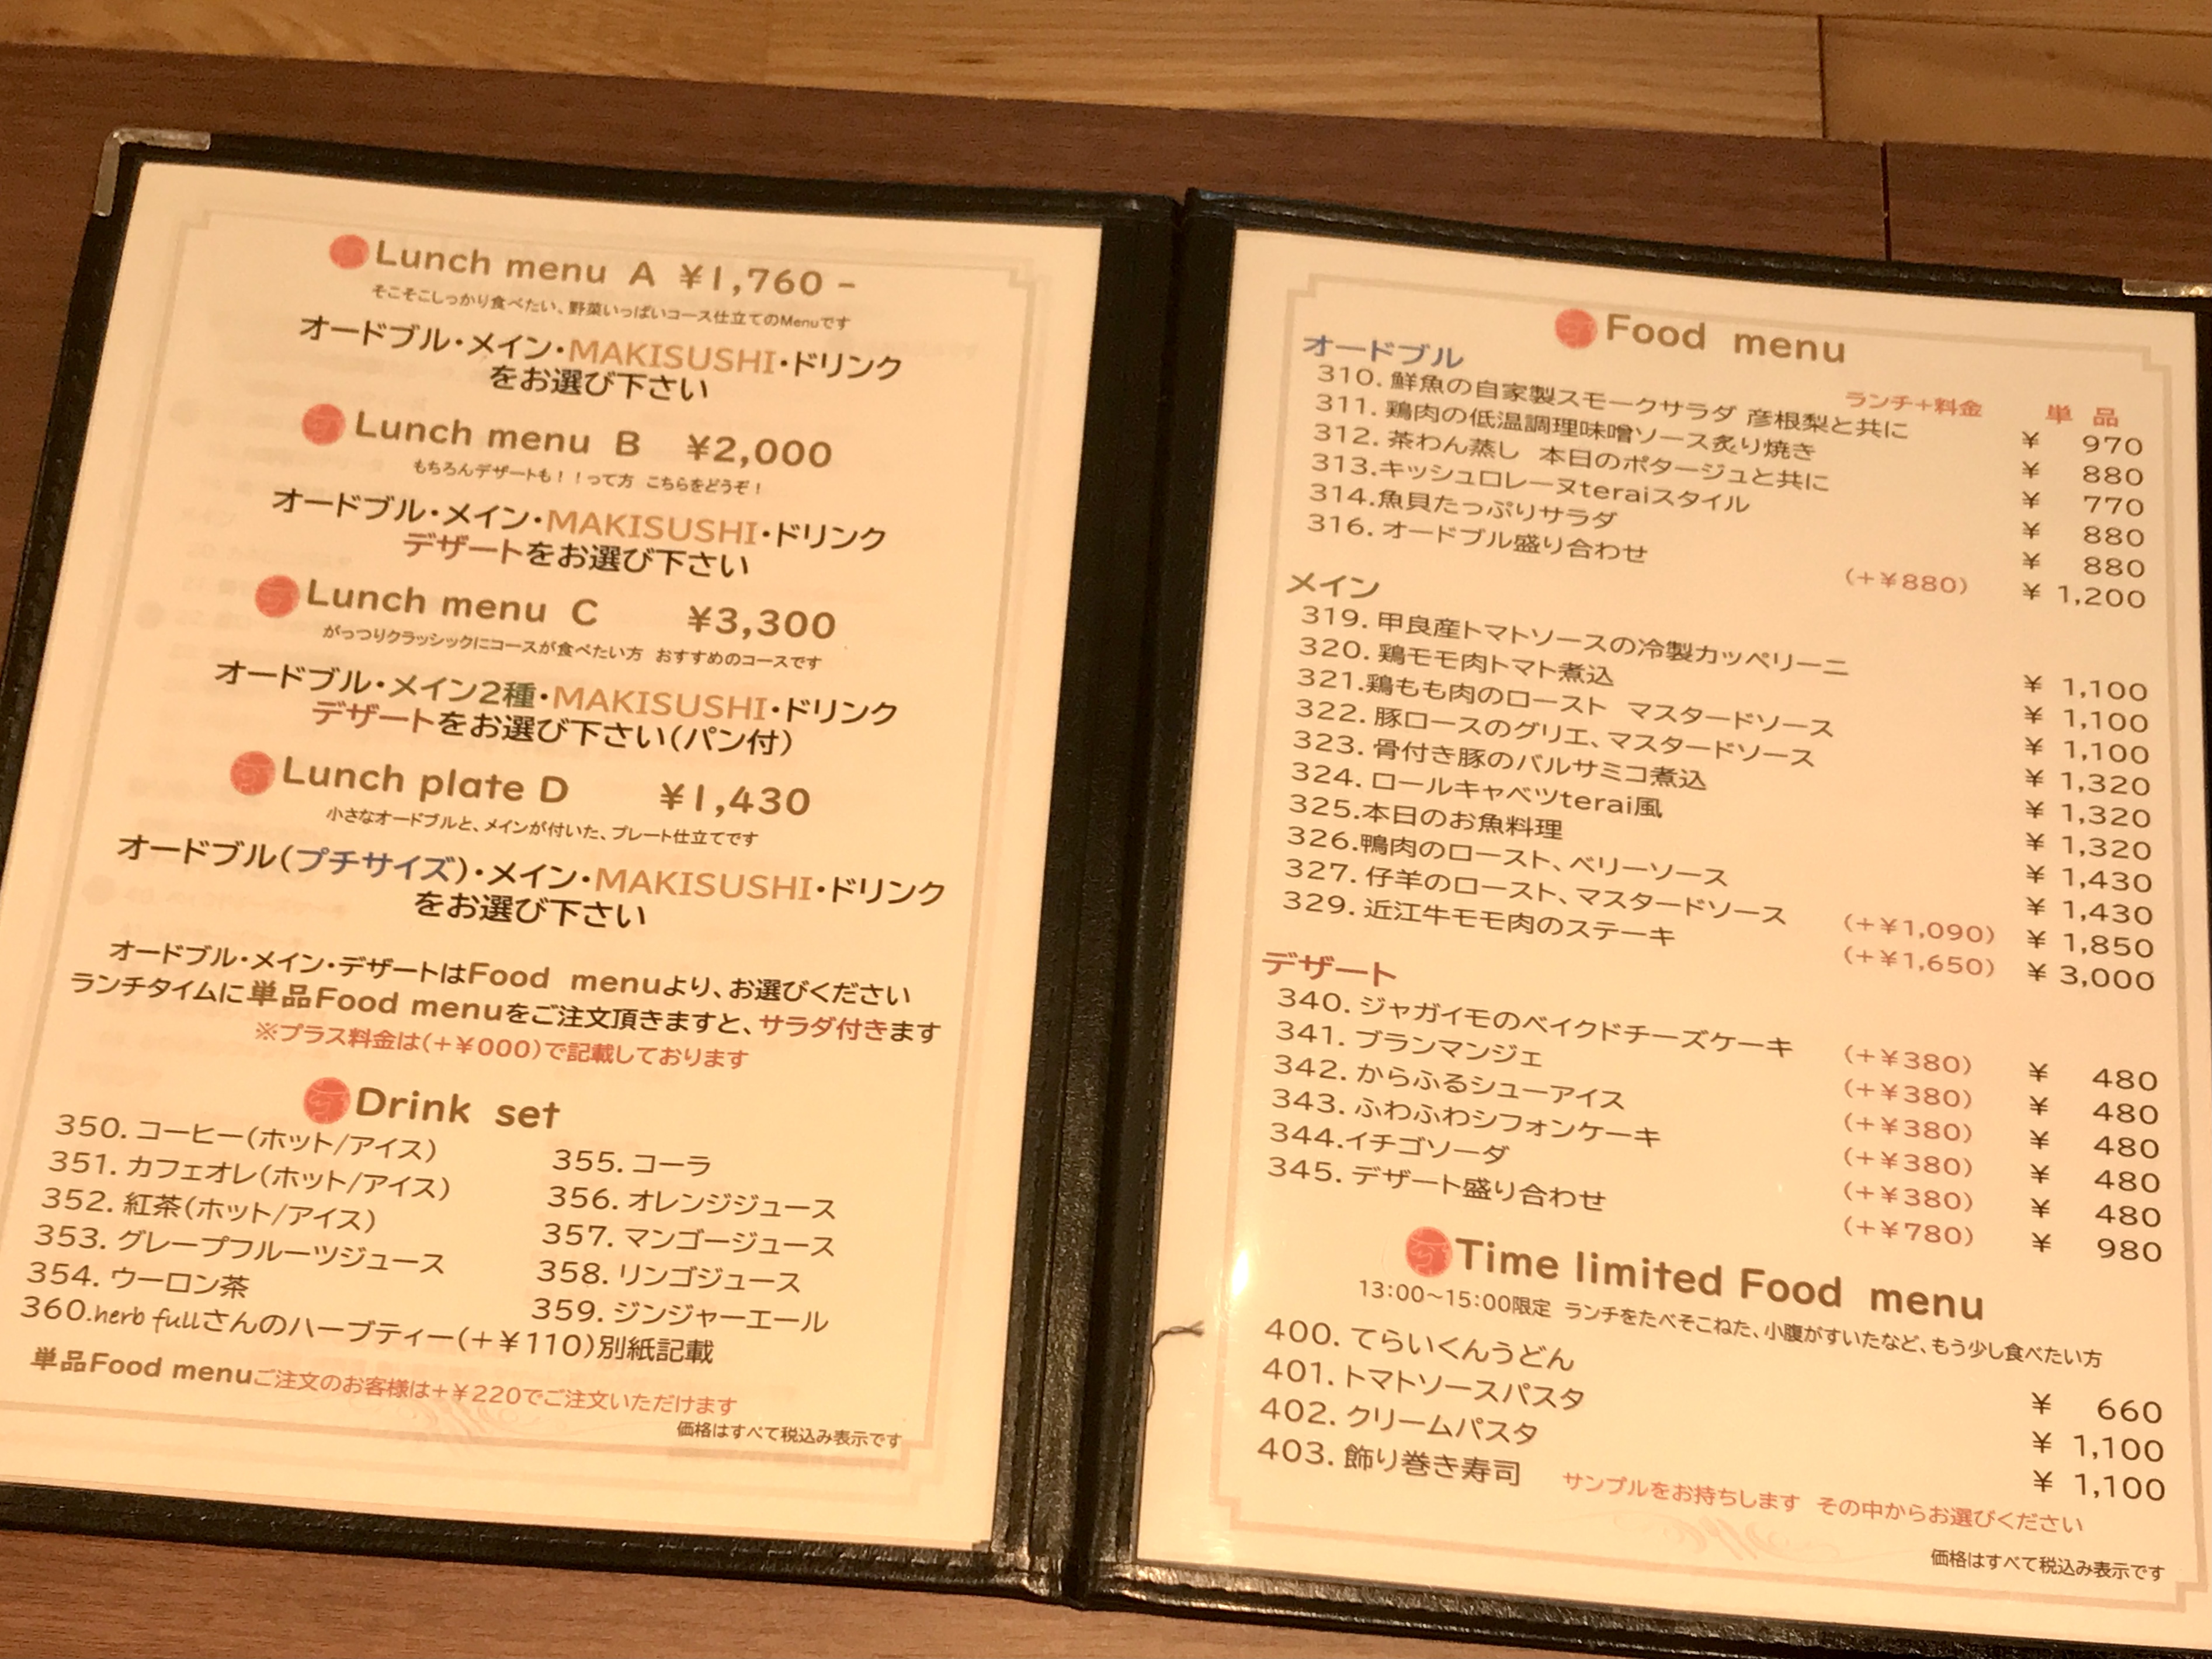 Lunch menu A ¥1,760 -
そこそこしっかり食べたい、野菜いっぱいコース仕立てのMenuです
オードブル・メイン・MAKISUSHI・ドリンク
をお選び下さい
Lunch menu B ¥2,000
もちろんデザートも！！って方 こちらをどうぞ！
オードブル・メイン・MAKISUSHI・ドリンク
デザートをお選び下さい
Lunch menu C ¥3,300
がっつりクラッシックにコースが食べたい方 おすすめのコースです
オードブル・メイン2種・MAKISUSHI・ドリンク
デザートをお選び下さい(パン付)
Lunch plate D ¥1,430
小さなオードブルと、メインが付いた、プレート仕立てです
オードブル(プチサイズ)・メイン・MAKISUSHI・ドリンク
をお選び下さい
オードブル・メイン・デザートはFood menuより、お選びください
ランチタイムに単品Food menuをご注文頂きますと、サラダ付きます
※プラス料金は(+¥000)で記載しております
Drink set
350. コーヒー(ホット/アイス)
351. カフェオレ(ホット/アイス)
352. 紅茶(ホット/アイス)
353. グレープフルーツジュース
354. ウーロン茶
355. コーラ
356. オレンジジュース
357. マンゴージュース
358. リンゴジュース
359. ジンジャーエール
360.herb fullさんのハーブティー(+¥110)別紙記載
単品Food menuご注文のお客様は+¥220でご注文いただけます
価格はすべて税込み表示です
Food menu
オードブル ランチ+料金 単品
310. 鮮魚の自家製スモークサラダ 彦根梨と共に ¥ 970
311. 鶏肉の低温調理味噌ソース炙り焼き ¥ 880
312. 茶わん蒸し 本日のポタージュと共に ¥ 770
313.キッシュロレーヌteraiスタイル ¥ 880
314.魚貝たっぷりサラダ ¥ 880
316. オードブル盛り合わせ (+¥880) ¥ 1,200
メイン
319. 甲良産トマトソースの冷製カッペリーニ ¥ 1,100
320. 鶏モモ肉トマト煮込 ¥ 1,100
321.鶏もも肉のロースト マスタードソース ¥ 1,100
322. 豚ロースのグリエ、マスタードソース ¥ 1,320
323. 骨付き豚のバルサミコ煮込 ¥ 1,320
324. ロールキャベツterai風 ¥ 1,320
325.本日のお魚料理 ¥ 1,430
326.鴨肉のロースト、ベリーソース ¥ 1,430
327. 仔羊のロースト、マスタードソース (+¥1,090) ¥ 1,850
329. 近江牛モモ肉のステーキ (+¥1,650) ¥ 3,000
デザート
340. ジャガイモのベイクドチーズケーキ (+¥380) ¥ 480
341. ブランマンジェ (+¥380) ¥ 480
342. からふるシューアイス (+¥380) ¥ 480
343. ふわふわシフォンケーキ (+¥380) ¥ 480
344.イチゴソーダ (+¥380) ¥ 480
345. デザート盛り合わせ (+¥780) ¥ 980
Time limited Food menu
13:00~15:00限定 ランチをたべそこねた、小腹がすいたなど、もう少し食べたい方
400. てらいくんうどん ¥ 660
401. トマトソースパスタ ¥ 1,100
402. クリームパスタ ¥ 1,100
403. 飾り巻き寿司 サンプルをお持ちします その中からお選びください
価格はすべて税込み表示です